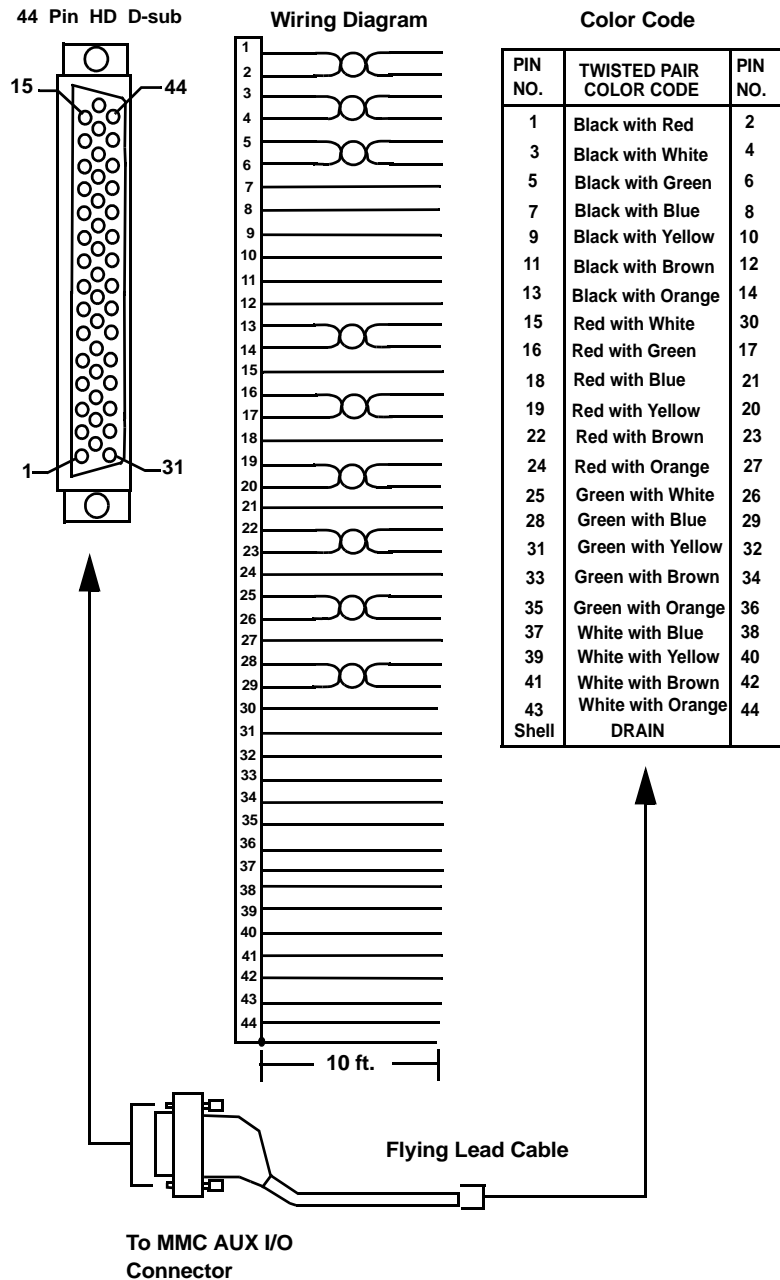 44 Pin HD D-sub
15
44
1
31
Wiring Diagram
1
2
3
4
5
6
7
8
9
10
11
12
13
14
15
16
17
18
19
20
21
22
23
24
25
26
27
28
29
30
31
32
33
34
35
36
37
38
39
40
41
42
43
44
10 ft.
Color Code
PIN NO. TWISTED PAIR COLOR CODE PIN NO.
1 Black with Red 2
3 Black with White 4
5 Black with Green 6
7 Black with Blue 8
9 Black with Yellow 10
11 Black with Brown 12
13 Black with Orange 14
15 Red with White 30
16 Red with Green 17
18 Red with Blue 21
19 Red with Yellow 20
22 Red with Brown 23
24 Red with Orange 27
25 Green with White 26
28 Green with Blue 29
31 Green with Yellow 32
33 Green with Brown 34
35 Green with Orange 36
37 White with Blue 38
39 White with Yellow 40
41 White with Brown 42
43 White with Orange 44
Shell DRAIN
Flying Lead Cable
To MMC AUX I/O
Connector